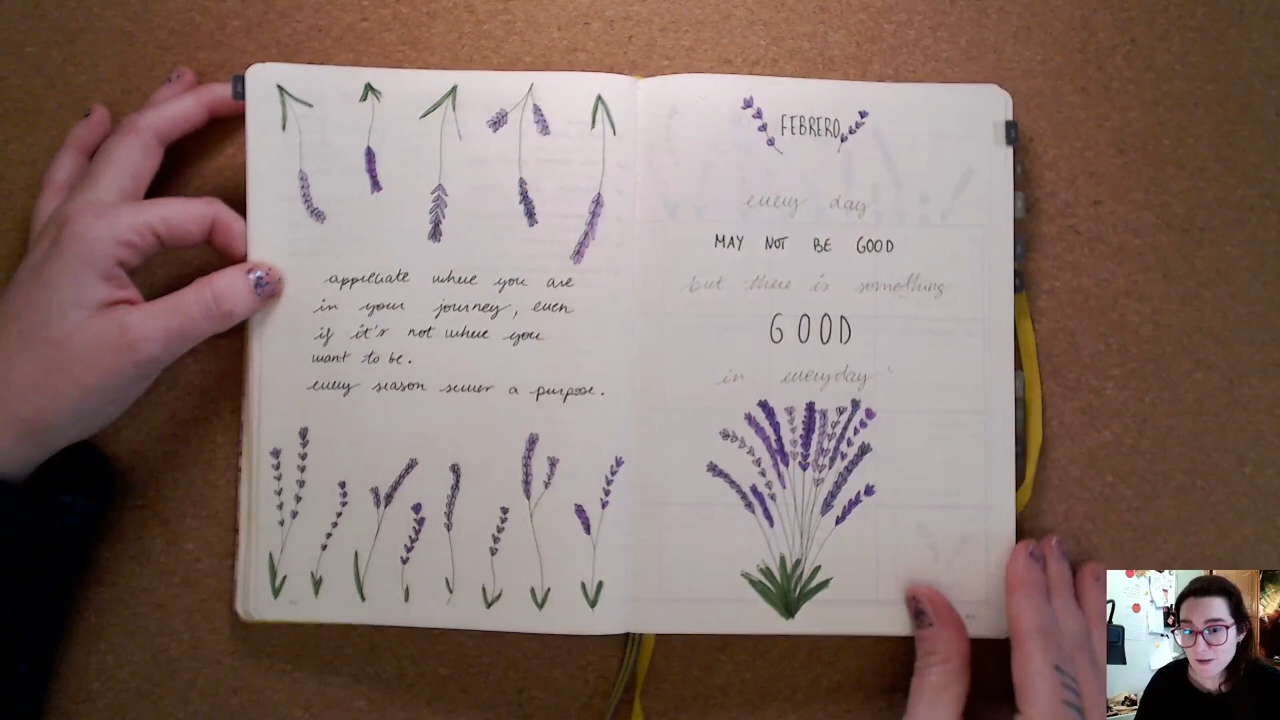 appreciate where you are
in your journey, even
if it's not where you
want to be.
every season serves a purpose.
FEBRERO
every day
MAY NOT BE GOOD
but there is something
GOOD
in everyday